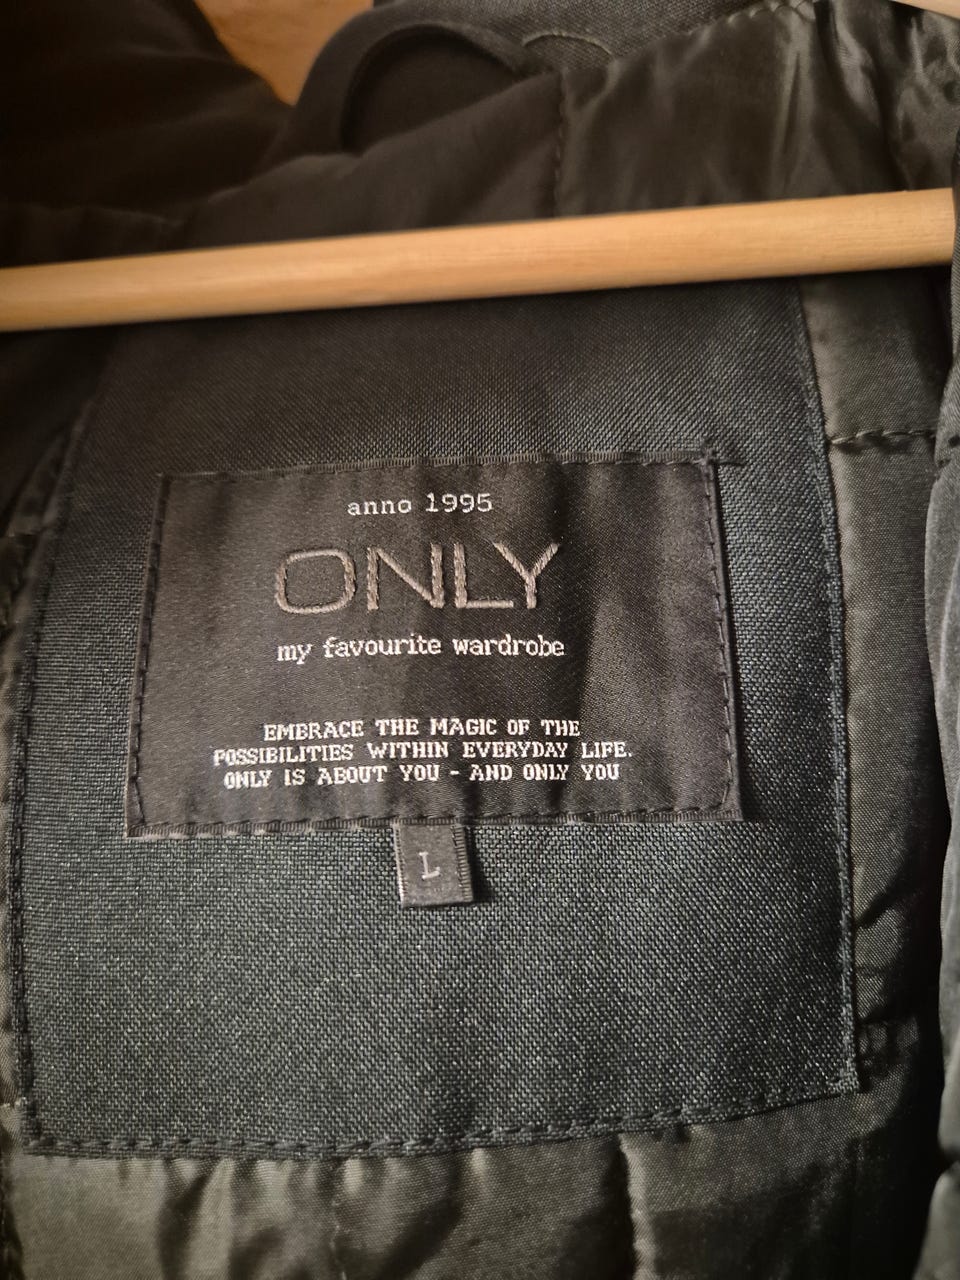 anno 1995
ONLY
my favourite wardrobe
EMBRACE THE MAGIC OF THE
POSSIBILITIES WITHIN EVERYDAY LIFE.
ONLY IS ABOUT YOU - AND ONLY YOU
L